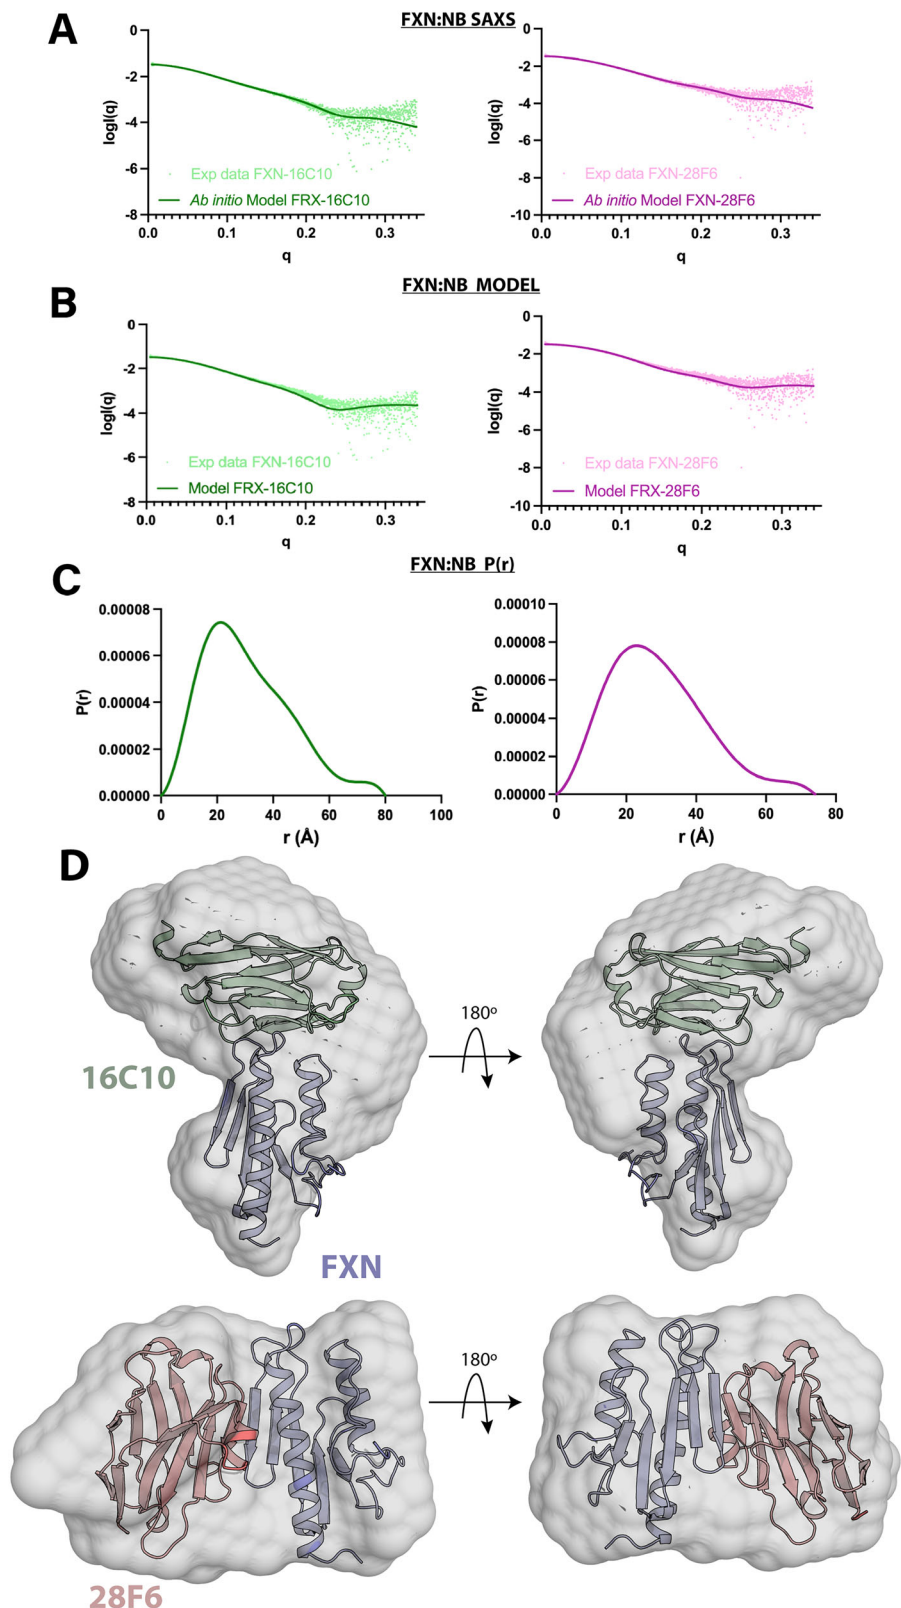 A
FXN:NB SAXS
0
-2
-4
-6
-8
logI(q)
Exp data FXN-16C10
Ab initio Model FRX-16C10
0.0 0.1 0.2 0.3
q
0
-2
-4
-6
-8
-10
logI(q)
Exp data FXN-28F6
Ab initio Model FXN-28F6
0.0 0.1 0.2 0.3
q
B
FXN:NB MODEL
0
-2
-4
-6
-8
logI(q)
Exp data FXN-16C10
Model FRX-16C10
0.0 0.1 0.2 0.3
q
0
-2
-4
-6
-8
-10
logI(q)
Exp data FXN-28F6
Model FRX-28F6
0.0 0.1 0.2 0.3
q
C
FXN:NB P(r)
0.00008
0.00006
0.00004
0.00002
0.00000
P(r)
0 20 40 60 80 100
r (Å)
0.00010
0.00008
0.00006
0.00004
0.00002
0.00000
P(r)
0 20 40 60 80
r (Å)
D
180º
16C10
FXN
180º
28F6